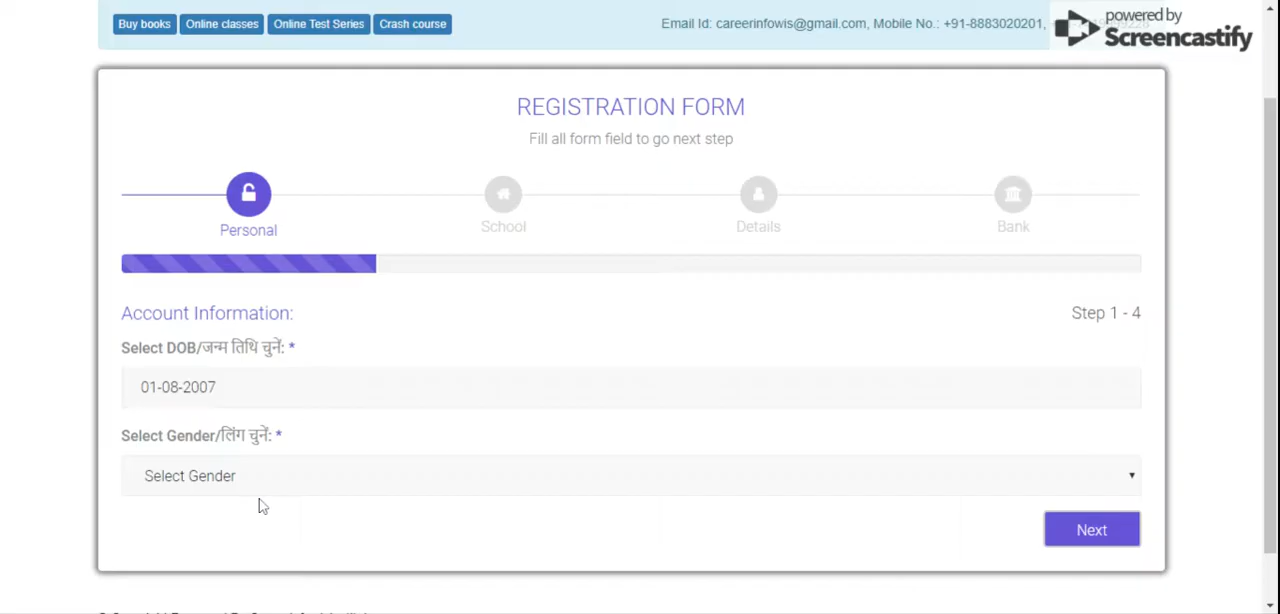 Buy books Online classes Online Test Series Crash course
Email Id: careerinfowis@gmail.com, Mobile No.: +91-8883020201,
powered by
Screencastify
REGISTRATION FORM
Fill all form field to go next step
Personal School Details Bank
Account Information: Step 1 - 4
Select DOB/जन्म तिथि चुनें: *
01-08-2007
Select Gender/लिंग चुनें: *
Select Gender
Next